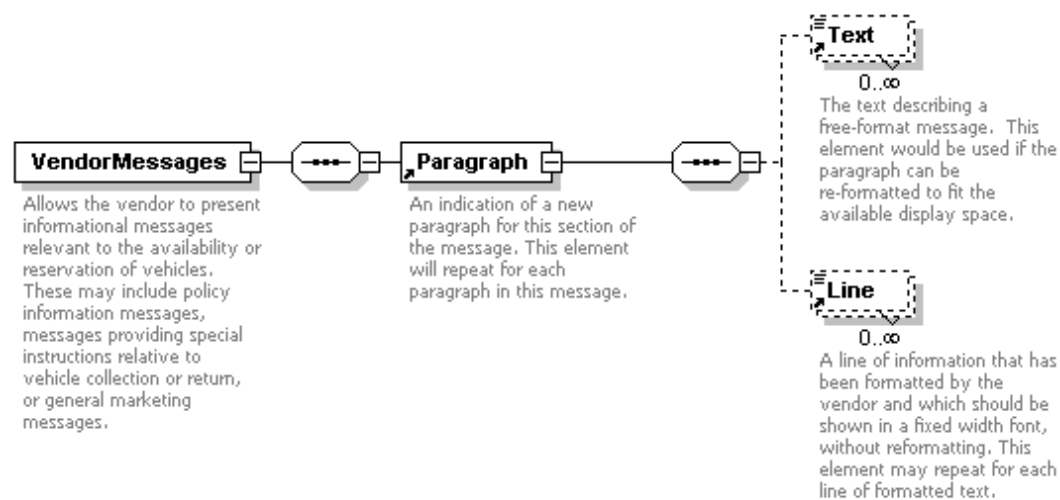 VendorMessages
Allows the vendor to present
informational messages
relevant to the availability or
reservation of vehicles.
These may include policy
information messages,
messages providing special
instructions relative to
vehicle collection or return,
or general marketing
messages.
Paragraph
An indication of a new
paragraph for this section of
the message. This element
will repeat for each
paragraph in this message.
Text
0..∞
The text describing a
free-format message.  This
element would be used if the
paragraph can be
re-formatted to fit the
available display space.
Line
0..∞
A line of information that has
been formatted by the
vendor and which should be
shown in a fixed width font,
without reformatting. This
element may repeat for each
line of formatted text.